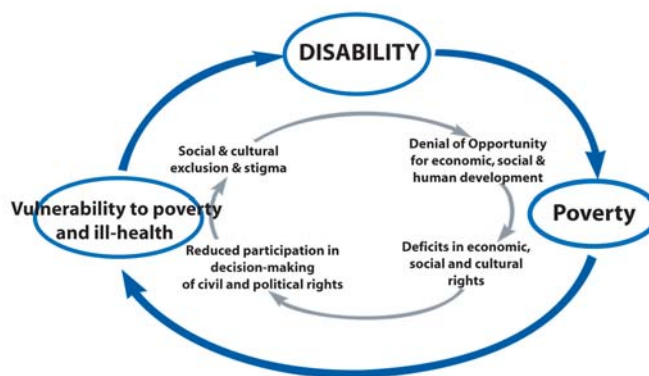 DISABILITY
Social & cultural
exclusion & stigma
Denial of Opportunity
for economic, social &
human development
Vulnerability to poverty
and ill-health
Poverty
Reduced participation in
decision-making
of civil and political rights
Deficits in economic,
social and cultural
rights